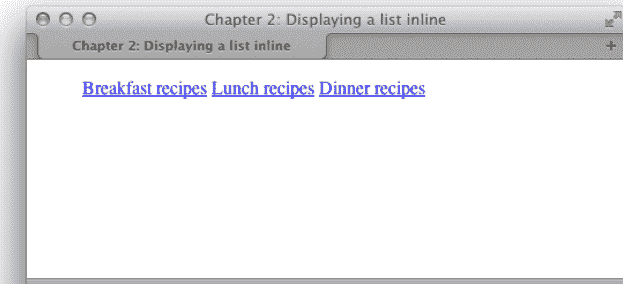 Chapter 2: Displaying a list inline
Chapter 2: Displaying a list inline
Breakfast recipes Lunch recipes Dinner recipes